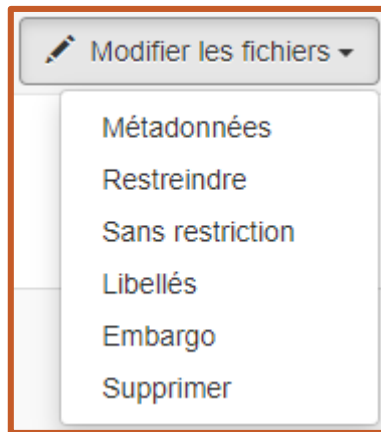 Modifier les fichiers
Métadonnées
Restreindre
Sans restriction
Libellés
Embargo
Supprimer